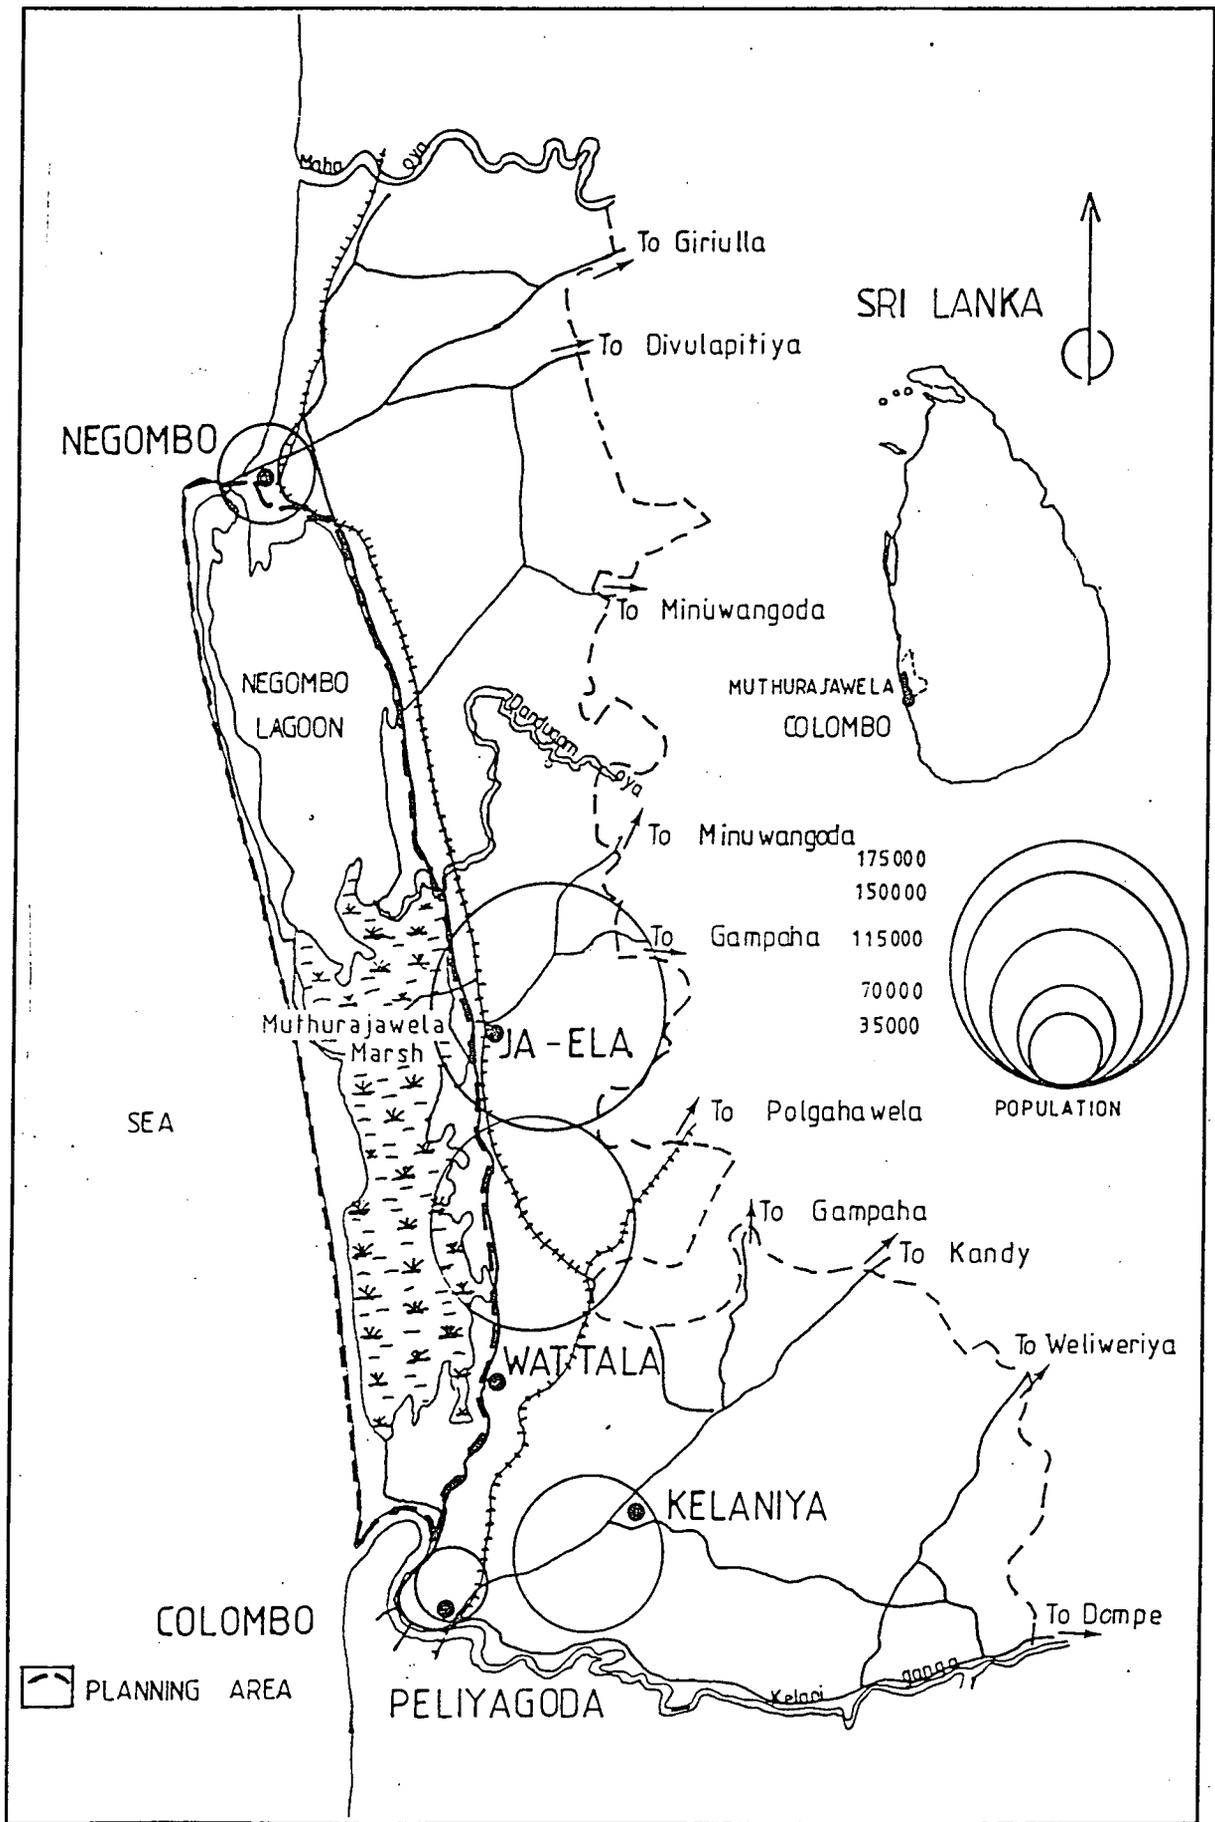 Maha Oya
To Giriulla
SRI LANKA
To Divulapitiya
NEGOMBO
To Minuwangoda
NEGOMBO
LAGOON
MUTHURAJAWELA
COLOMBO
Dandugam Oya
To Minuwangoda
175000
150000
To Gampaha
115000
70000
35000
Muthurajawela
Marsh
JA-ELA
SEA
To Polgahawela
POPULATION
To Gampaha
To Kandy
To Weliweriya
WATTALA
KELANIYA
COLOMBO
To Dompe
PLANNING AREA
PELIYAGODA
Kelani ganga